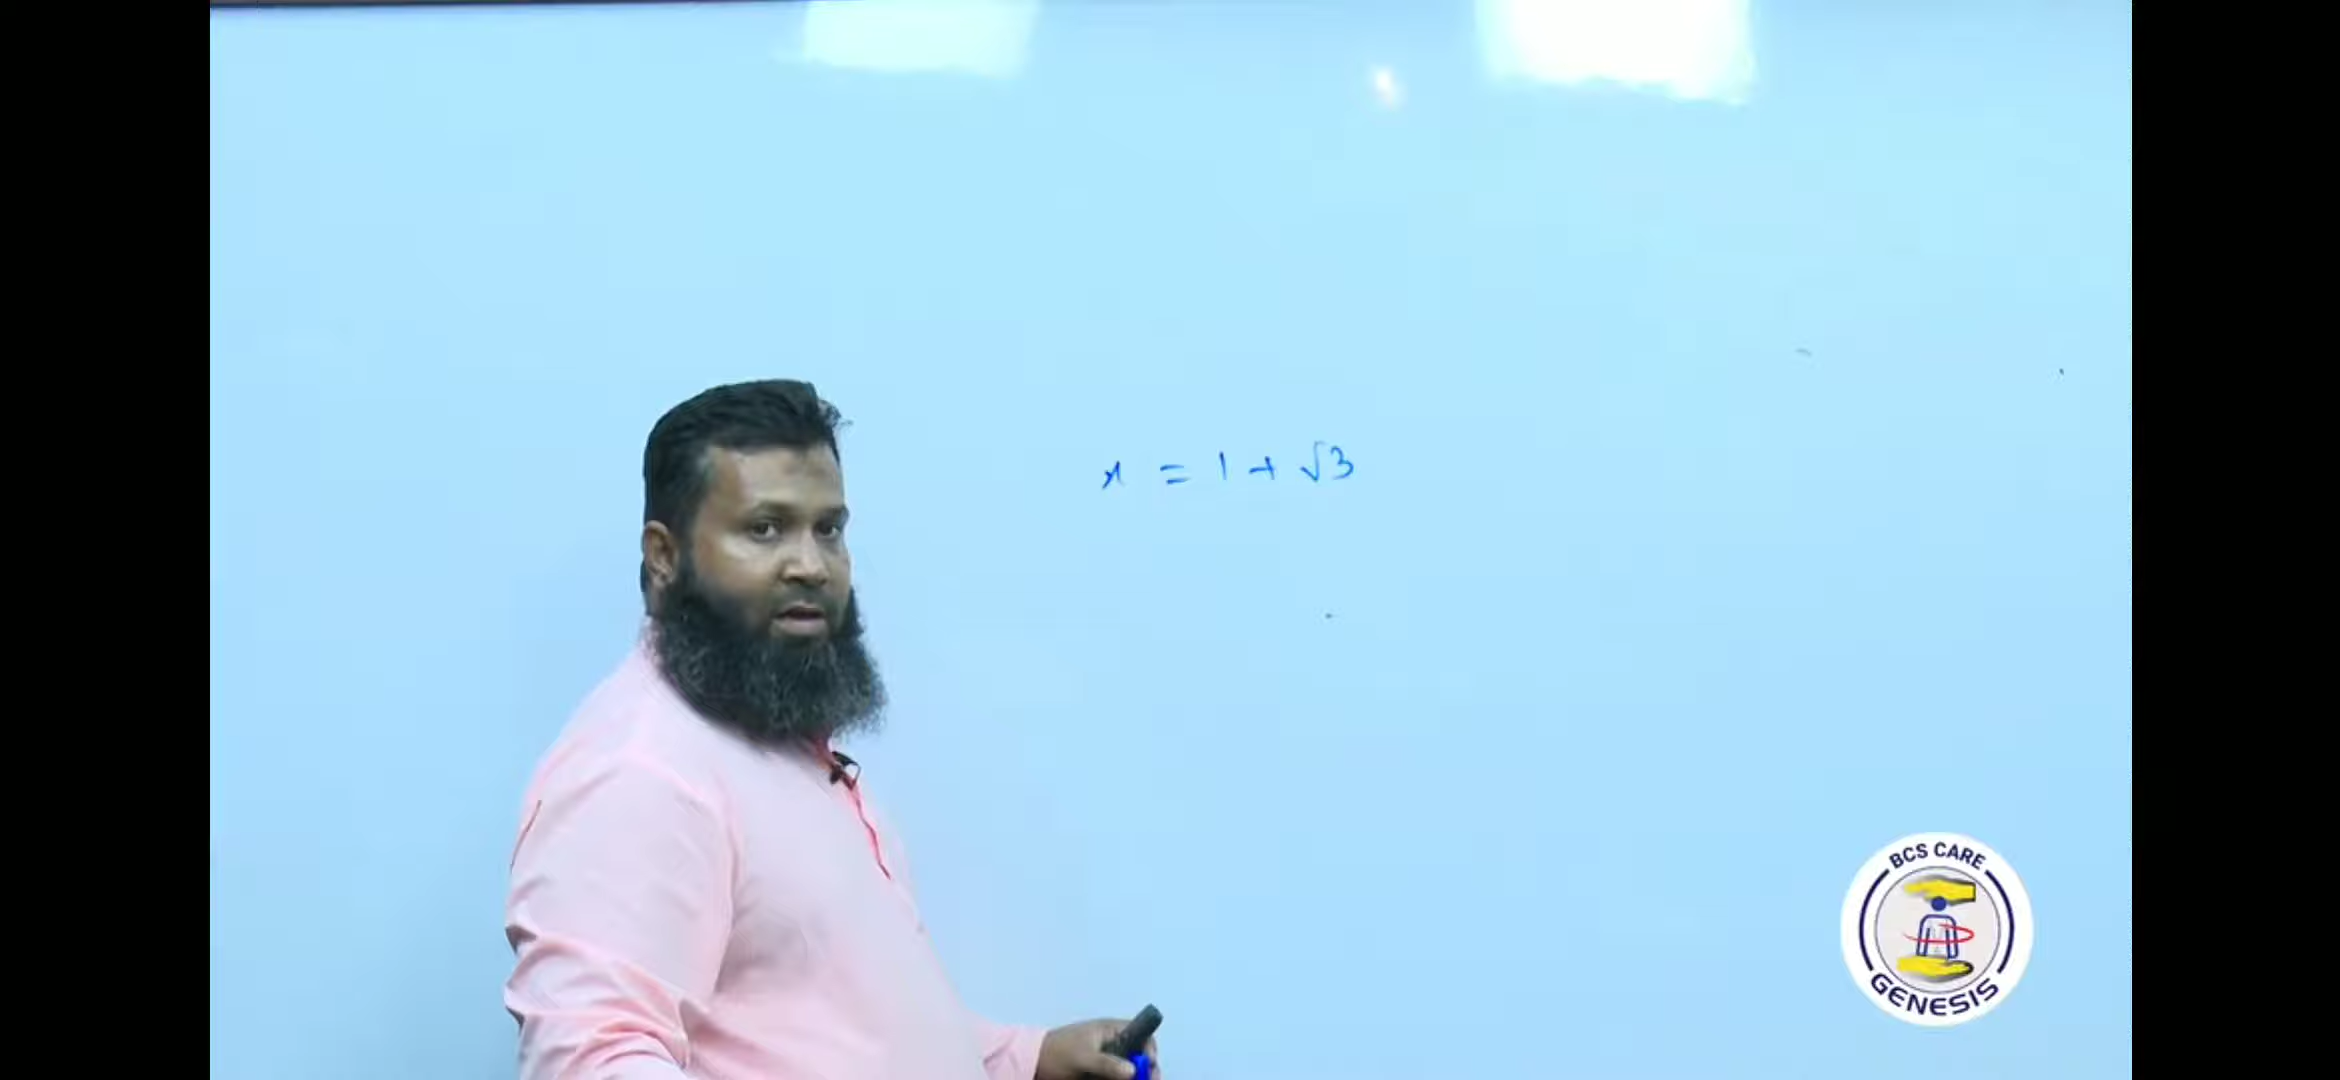 x = 1 + √3
BCS CARE
GENESIS